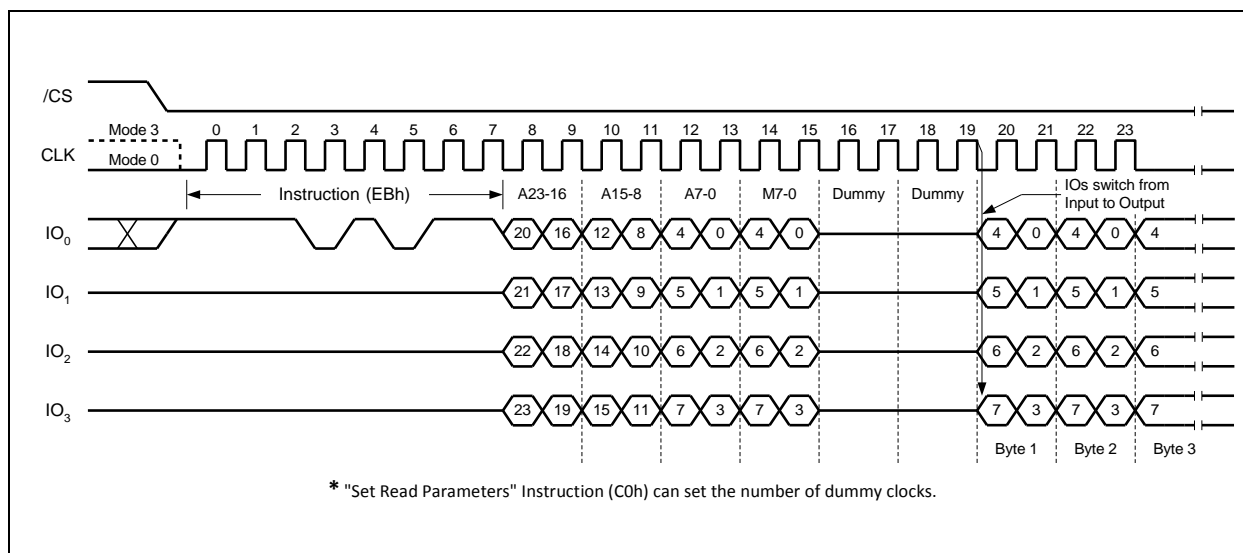 /CS
Mode 3 0 1 2 3 4 5 6 7 8 9 10 11 12 13 14 15 16 17 18 19 20 21 22 23
CLK Mode 0
Instruction (EBh) A23-16 A15-8 A7-0 M7-0 Dummy Dummy IOs switch from
Input to Output
IO0 20 16 12 8 4 0 4 0 4 0 4 0 4
IO1 21 17 13 9 5 1 5 1 5 1 5 1 5
IO2 22 18 14 10 6 2 6 2 6 2 6 2 6
IO3 23 19 15 11 7 3 7 3 7 3 7 3 7
Byte 1 Byte 2 Byte 3
* "Set Read Parameters" Instruction (C0h) can set the number of dummy clocks.